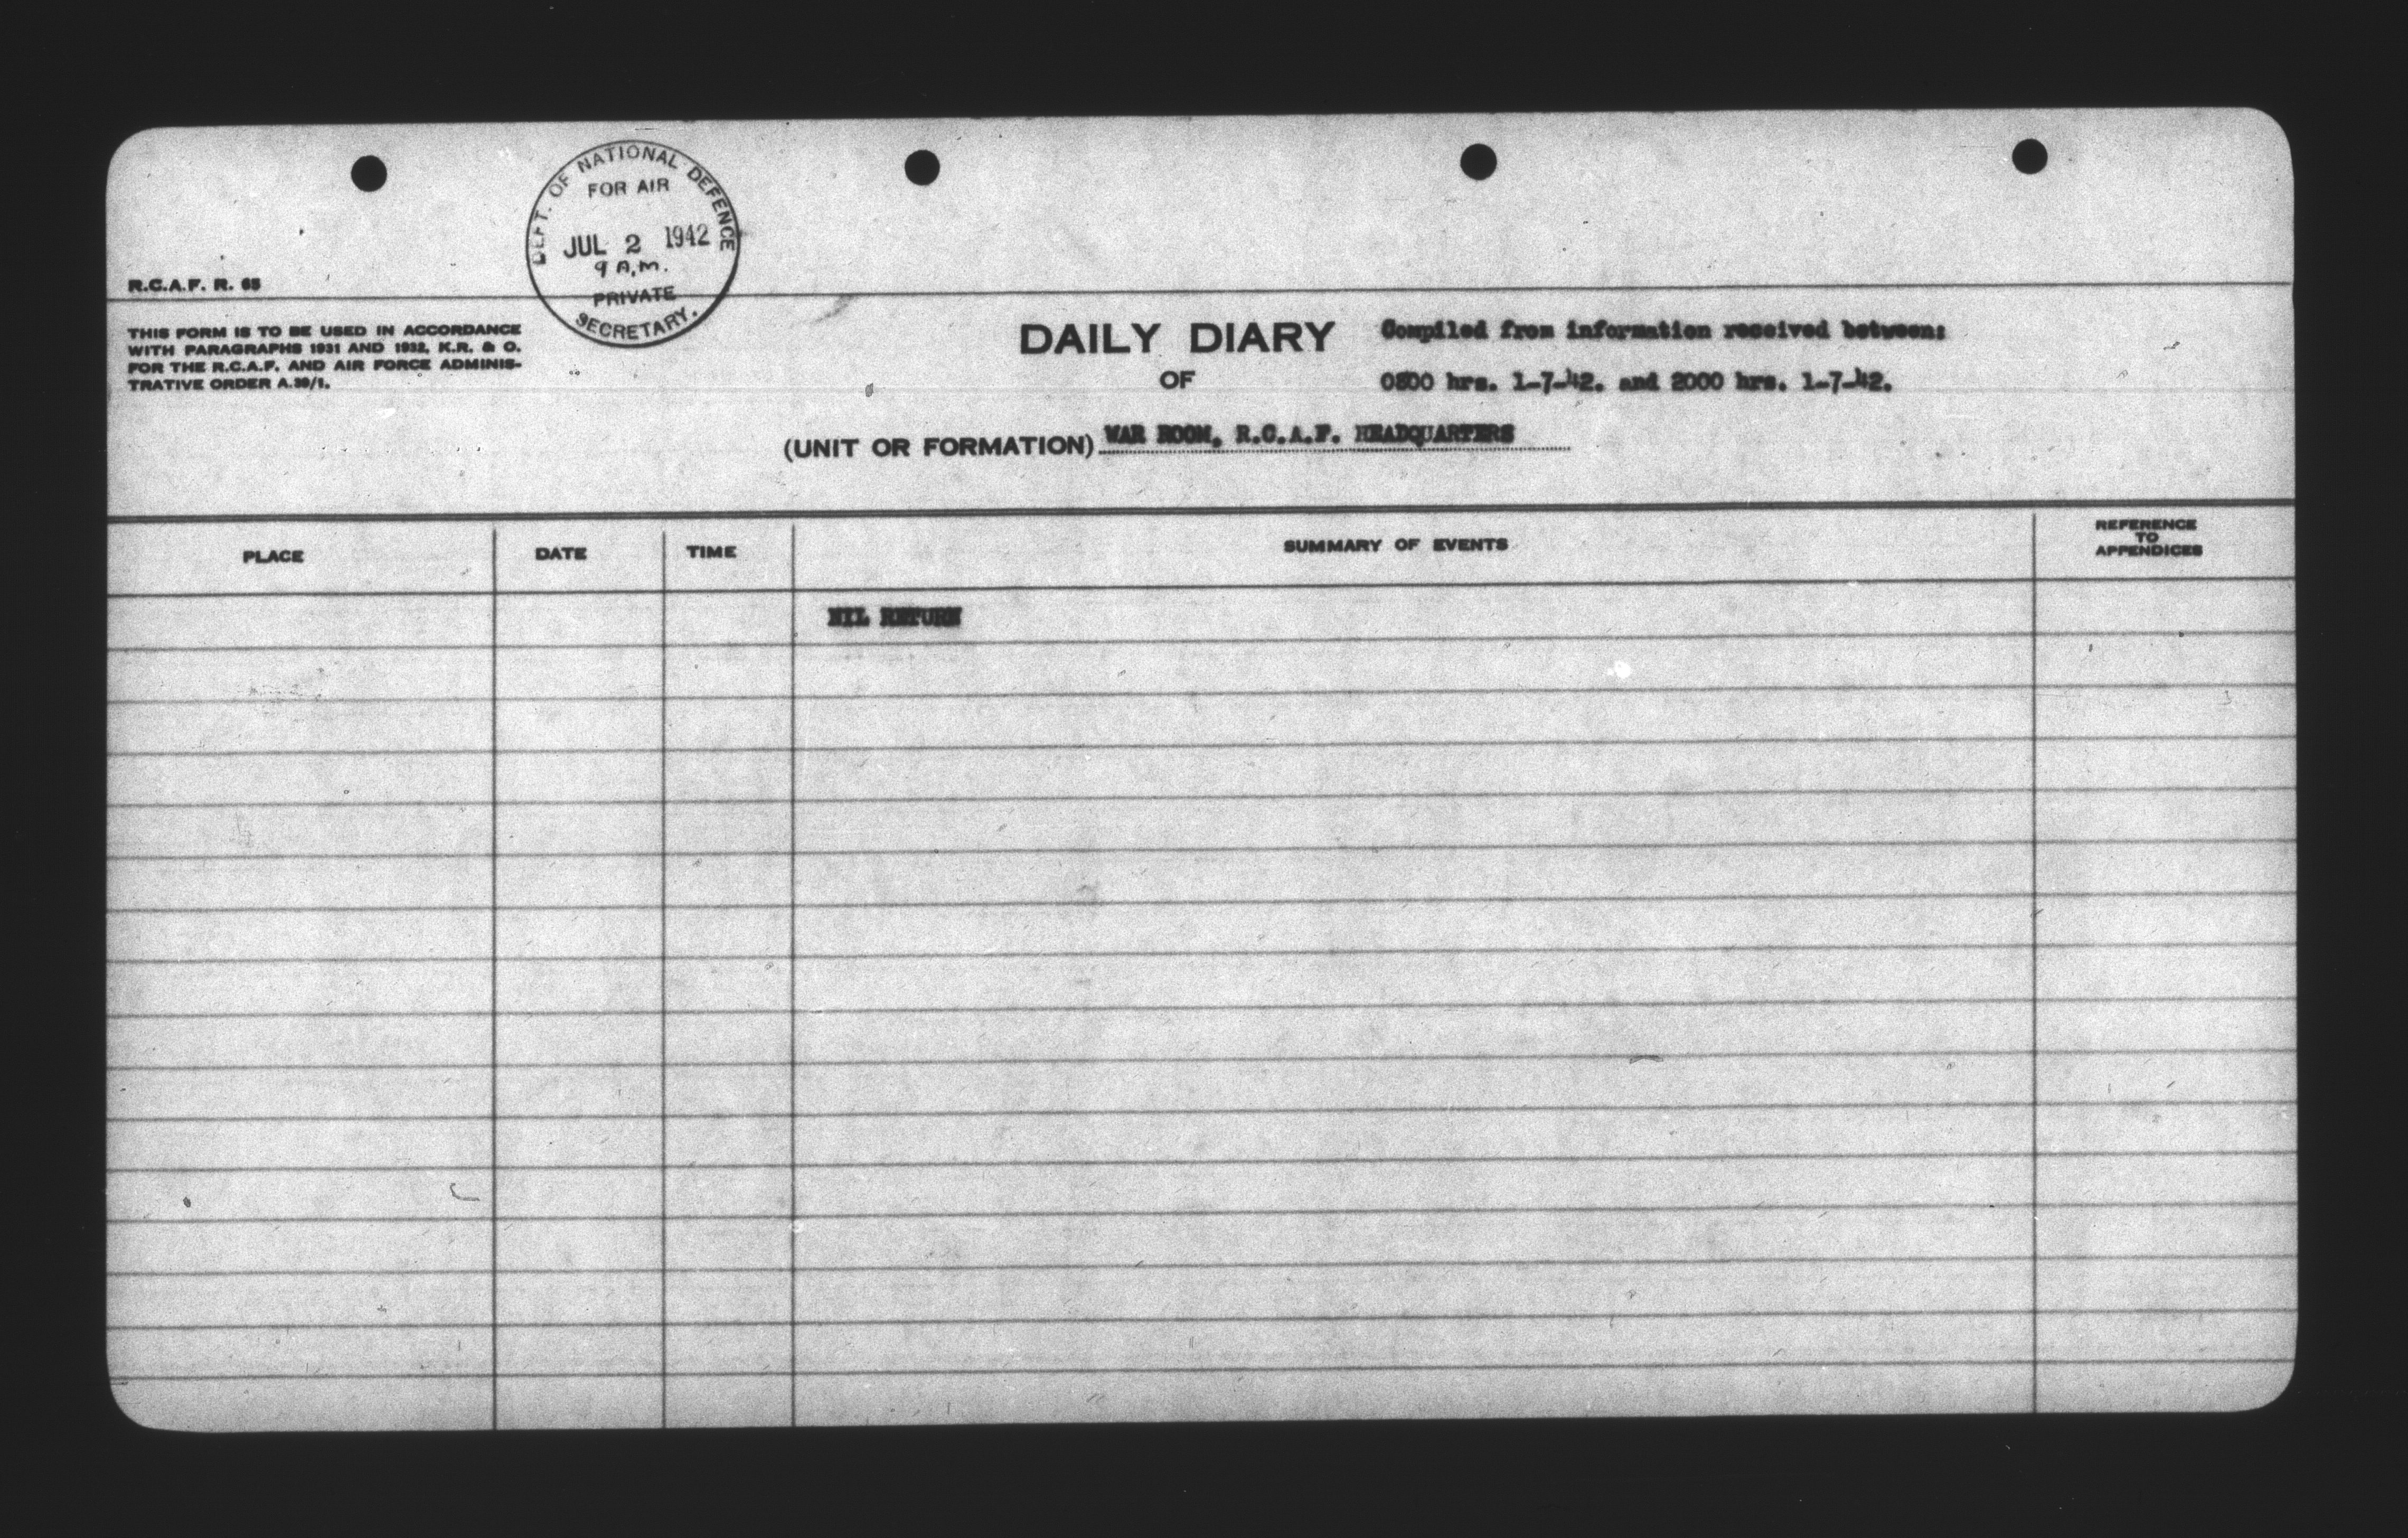 DEPT. OF NATIONAL DEFENCE
FOR AIR
JUL 2 1942
9 A.M.
PRIVATE
SECRETARY.
R.C.A.F. R. 65
THIS FORM IS TO BE USED IN ACCORDANCE
WITH PARAGRAPHS 1931 AND 1932, K.R. & O.
FOR THE R.C.A.F. AND AIR FORCE ADMINIS-
TRATIVE ORDER A.39/1.
DAILY DIARY Compiled from information received between:
OF 0800 hrs. 1-7-42. and 2000 hrs. 1-7-42.
(UNIT OR FORMATION) WAR ROOM, R.C.A.F. HEADQUARTERS
PLACE DATE TIME SUMMARY OF EVENTS REFERENCE TO APPENDICES
NIL RETURN